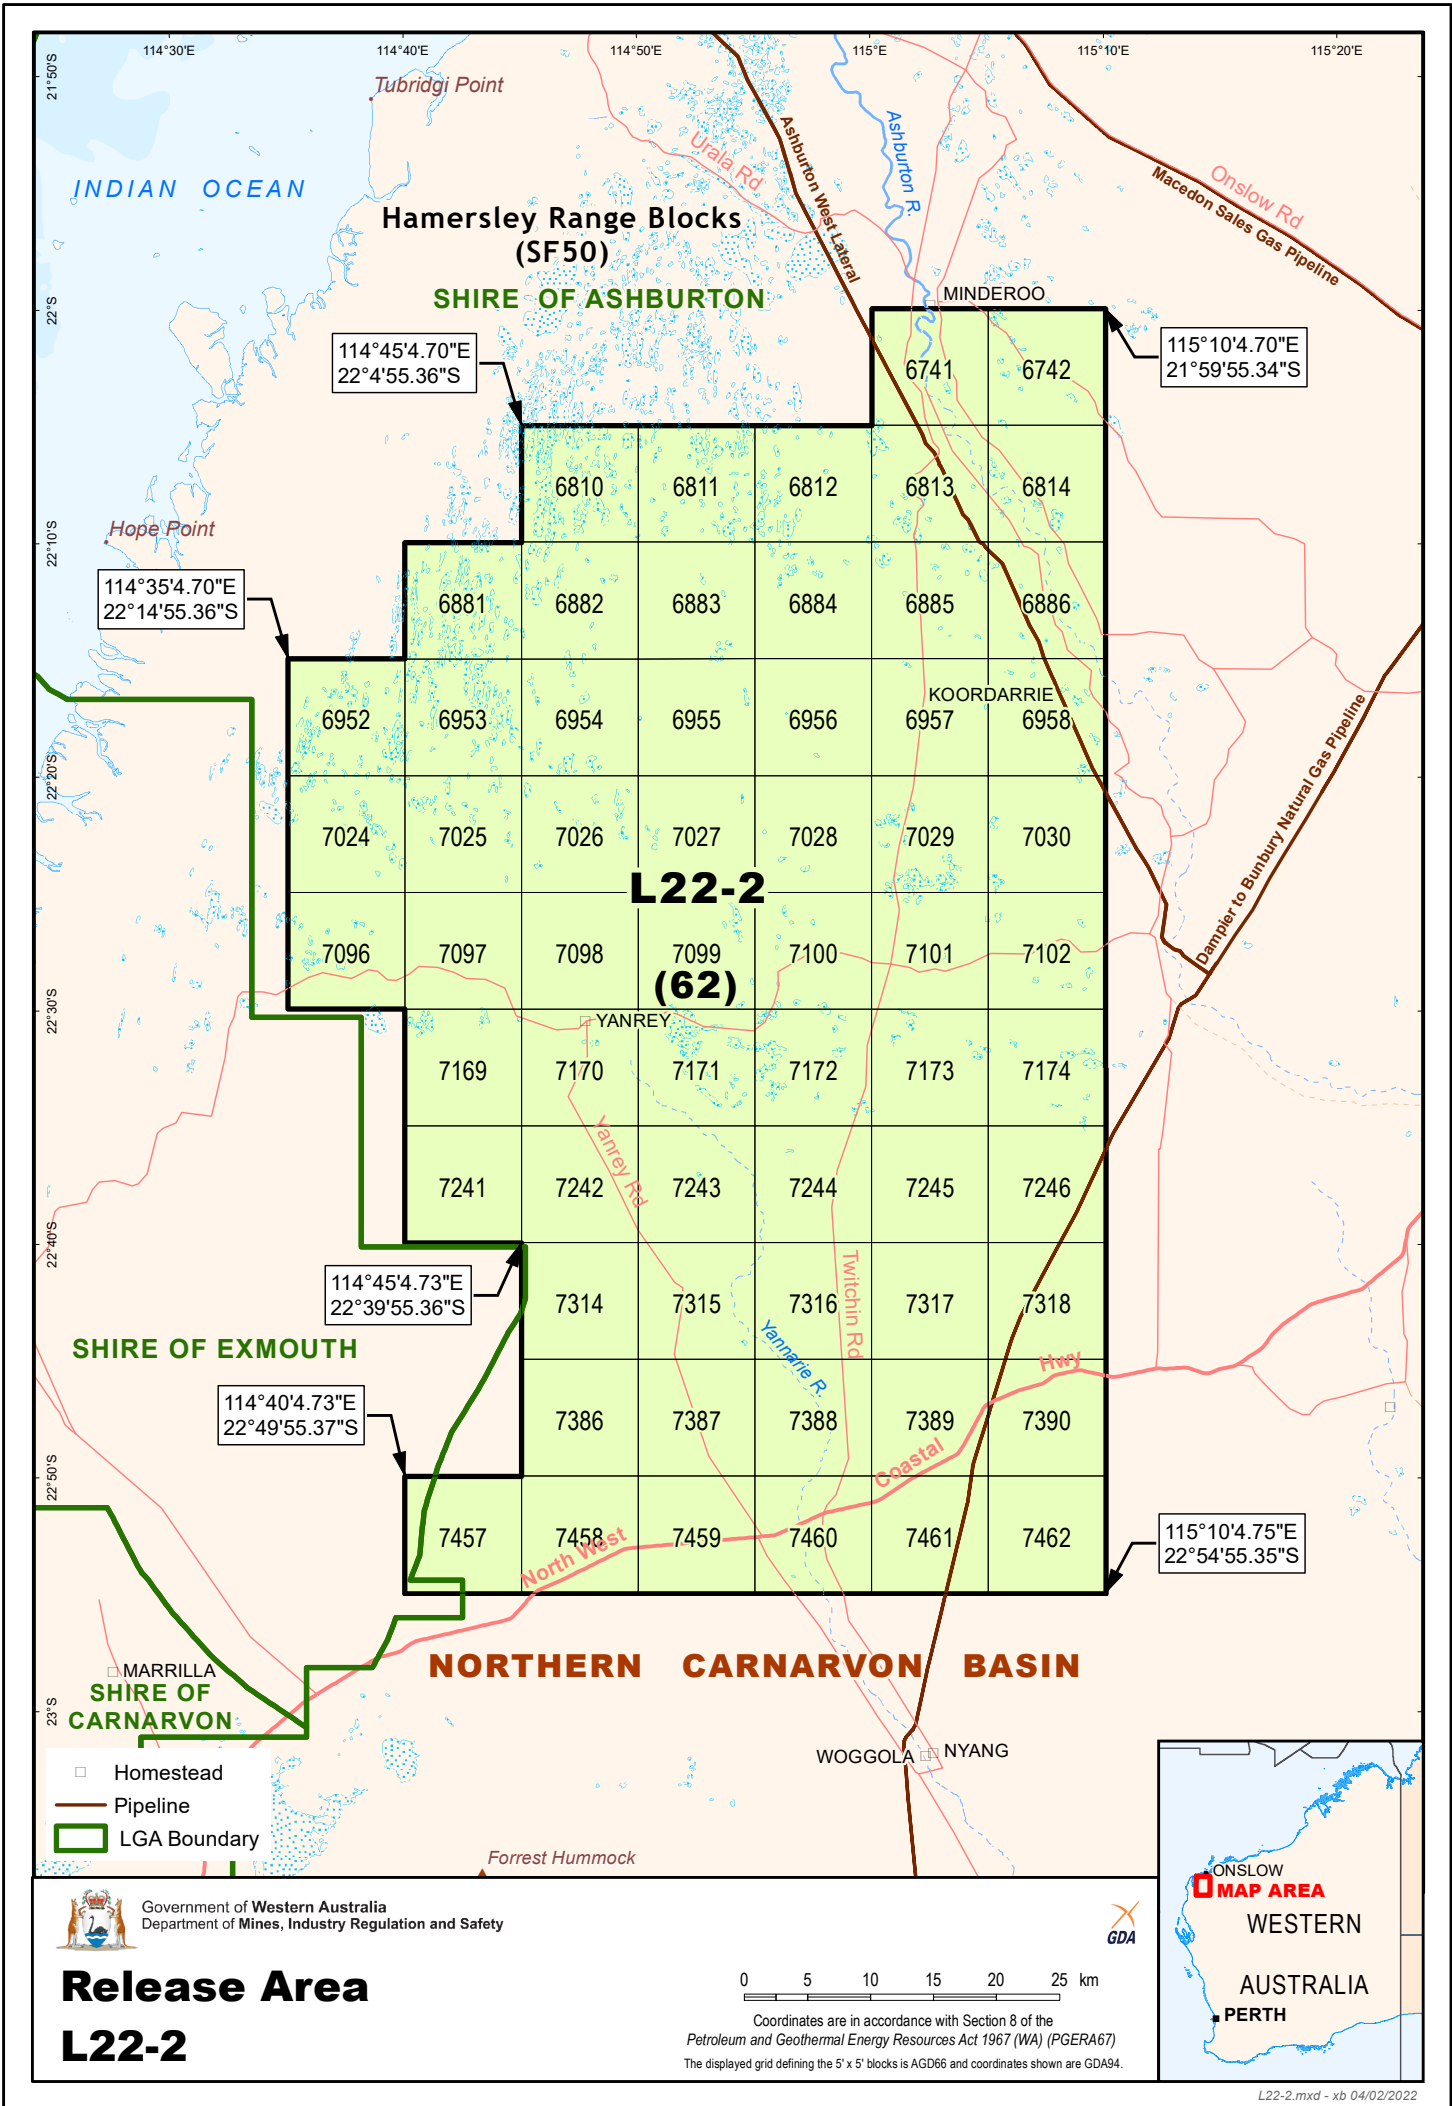 114°30'E
114°40'E
114°50'E
115°E
115°10'E
115°20'E
21°50'S
22°S
22°10'S
22°20'S
22°30'S
22°40'S
22°50'S
23°S
Tubridgi Point
INDIAN OCEAN
Urala Rd
Ashburton West Lateral
Ashburton R.
Onslow Rd
Macedon Sales Gas Pipeline
Hamersley Range Blocks
(SF50)
SHIRE OF ASHBURTON
MINDEROO
114°45'4.70"E
22°4'55.36"S
115°10'4.70"E
21°59'55.34"S
6741
6742
6810
6811
6812
6813
6814
Hope Point
114°35'4.70"E
22°14'55.36"S
6881
6882
6883
6884
6885
6886
KOORDARRIE
6952
6953
6954
6955
6956
6957
6958
Dampier to Bunbury Natural Gas Pipeline
7024
7025
7026
7027
7028
7029
7030
L22-2
7096
7097
7098
7099
7100
7101
7102
(62)
YANREY
7169
7170
7171
7172
7173
7174
Yanrey Rd
7241
7242
7243
7244
7245
7246
114°45'4.73"E
22°39'55.36"S
Twitchin Rd
7314
7315
7316
7317
7318
Yannarie R.
SHIRE OF EXMOUTH
Hwy
114°40'4.73"E
22°49'55.37"S
7386
7387
7388
7389
7390
Coastal
North West
7457
7458
7459
7460
7461
7462
115°10'4.75"E
22°54'55.35"S
NORTHERN CARNARVON BASIN
MARRILLA
SHIRE OF
CARNARVON
WOGGOLA
NYANG
Homestead
Pipeline
LGA Boundary
Forrest Hummock
ONSLOW
MAP AREA
WESTERN
AUSTRALIA
PERTH
Government of Western Australia
Department of Mines, Industry Regulation and Safety
GDA
Release Area
L22-2
0 5 10 15 20 25 km
Coordinates are in accordance with Section 8 of the
Petroleum and Geothermal Energy Resources Act 1967 (WA) (PGERA67)
The displayed grid defining the 5' x 5' blocks is AGD66 and coordinates shown are GDA94.
L22-2.mxd - xb 04/02/2022